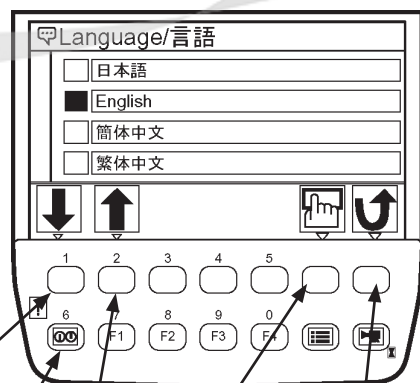 Language/言語
日本語
English
簡体中文
繁体中文
1 2 3 4 5
6 7 8 9 0
F1 F2 F3 F4